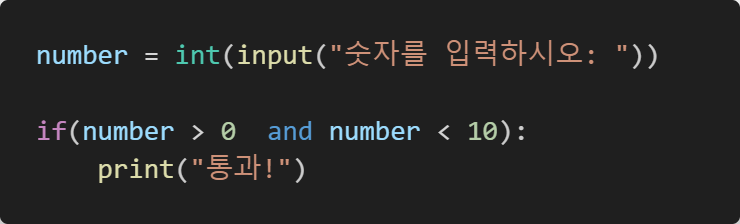 number = int(input("숫자를 입력하시오: "))
if(number > 0  and number < 10):
    print("통과!")